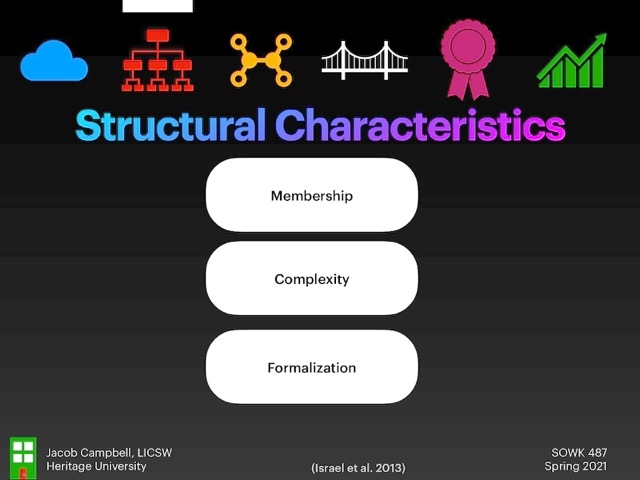 Structural Characteristics
Membership
Complexity
Formalization
Jacob Campbell, LICSW
Heritage University
(Israel et al. 2013)
SOWK 487
Spring 2021